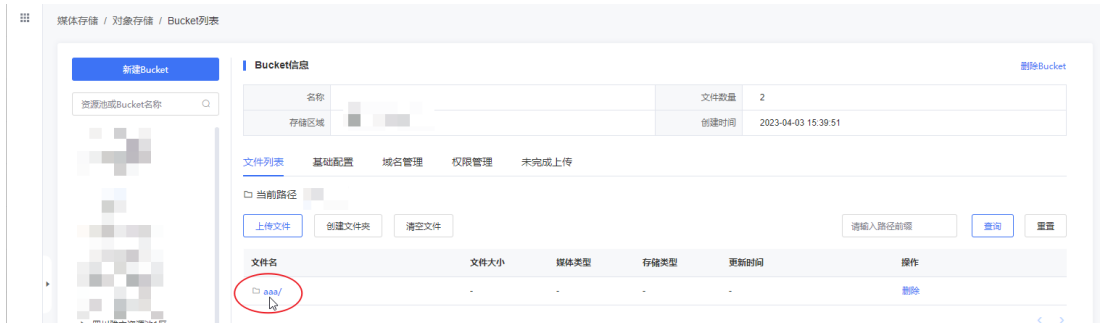 媒体存储 / 对象存储 / Bucket列表
新建Bucket
资源池或Bucket名称
Bucket信息
删除Bucket
名称
文件数量 2
存储区域
创建时间 2023-04-03 15:39:51
文件列表 基础配置 域名管理 权限管理 未完成上传
当前路径
上传文件 创建文件夹 清空文件 请输入路径前缀 查询 重置
文件名 文件大小 媒体类型 存储类型 更新时间 操作
aaa/ - - - - 删除